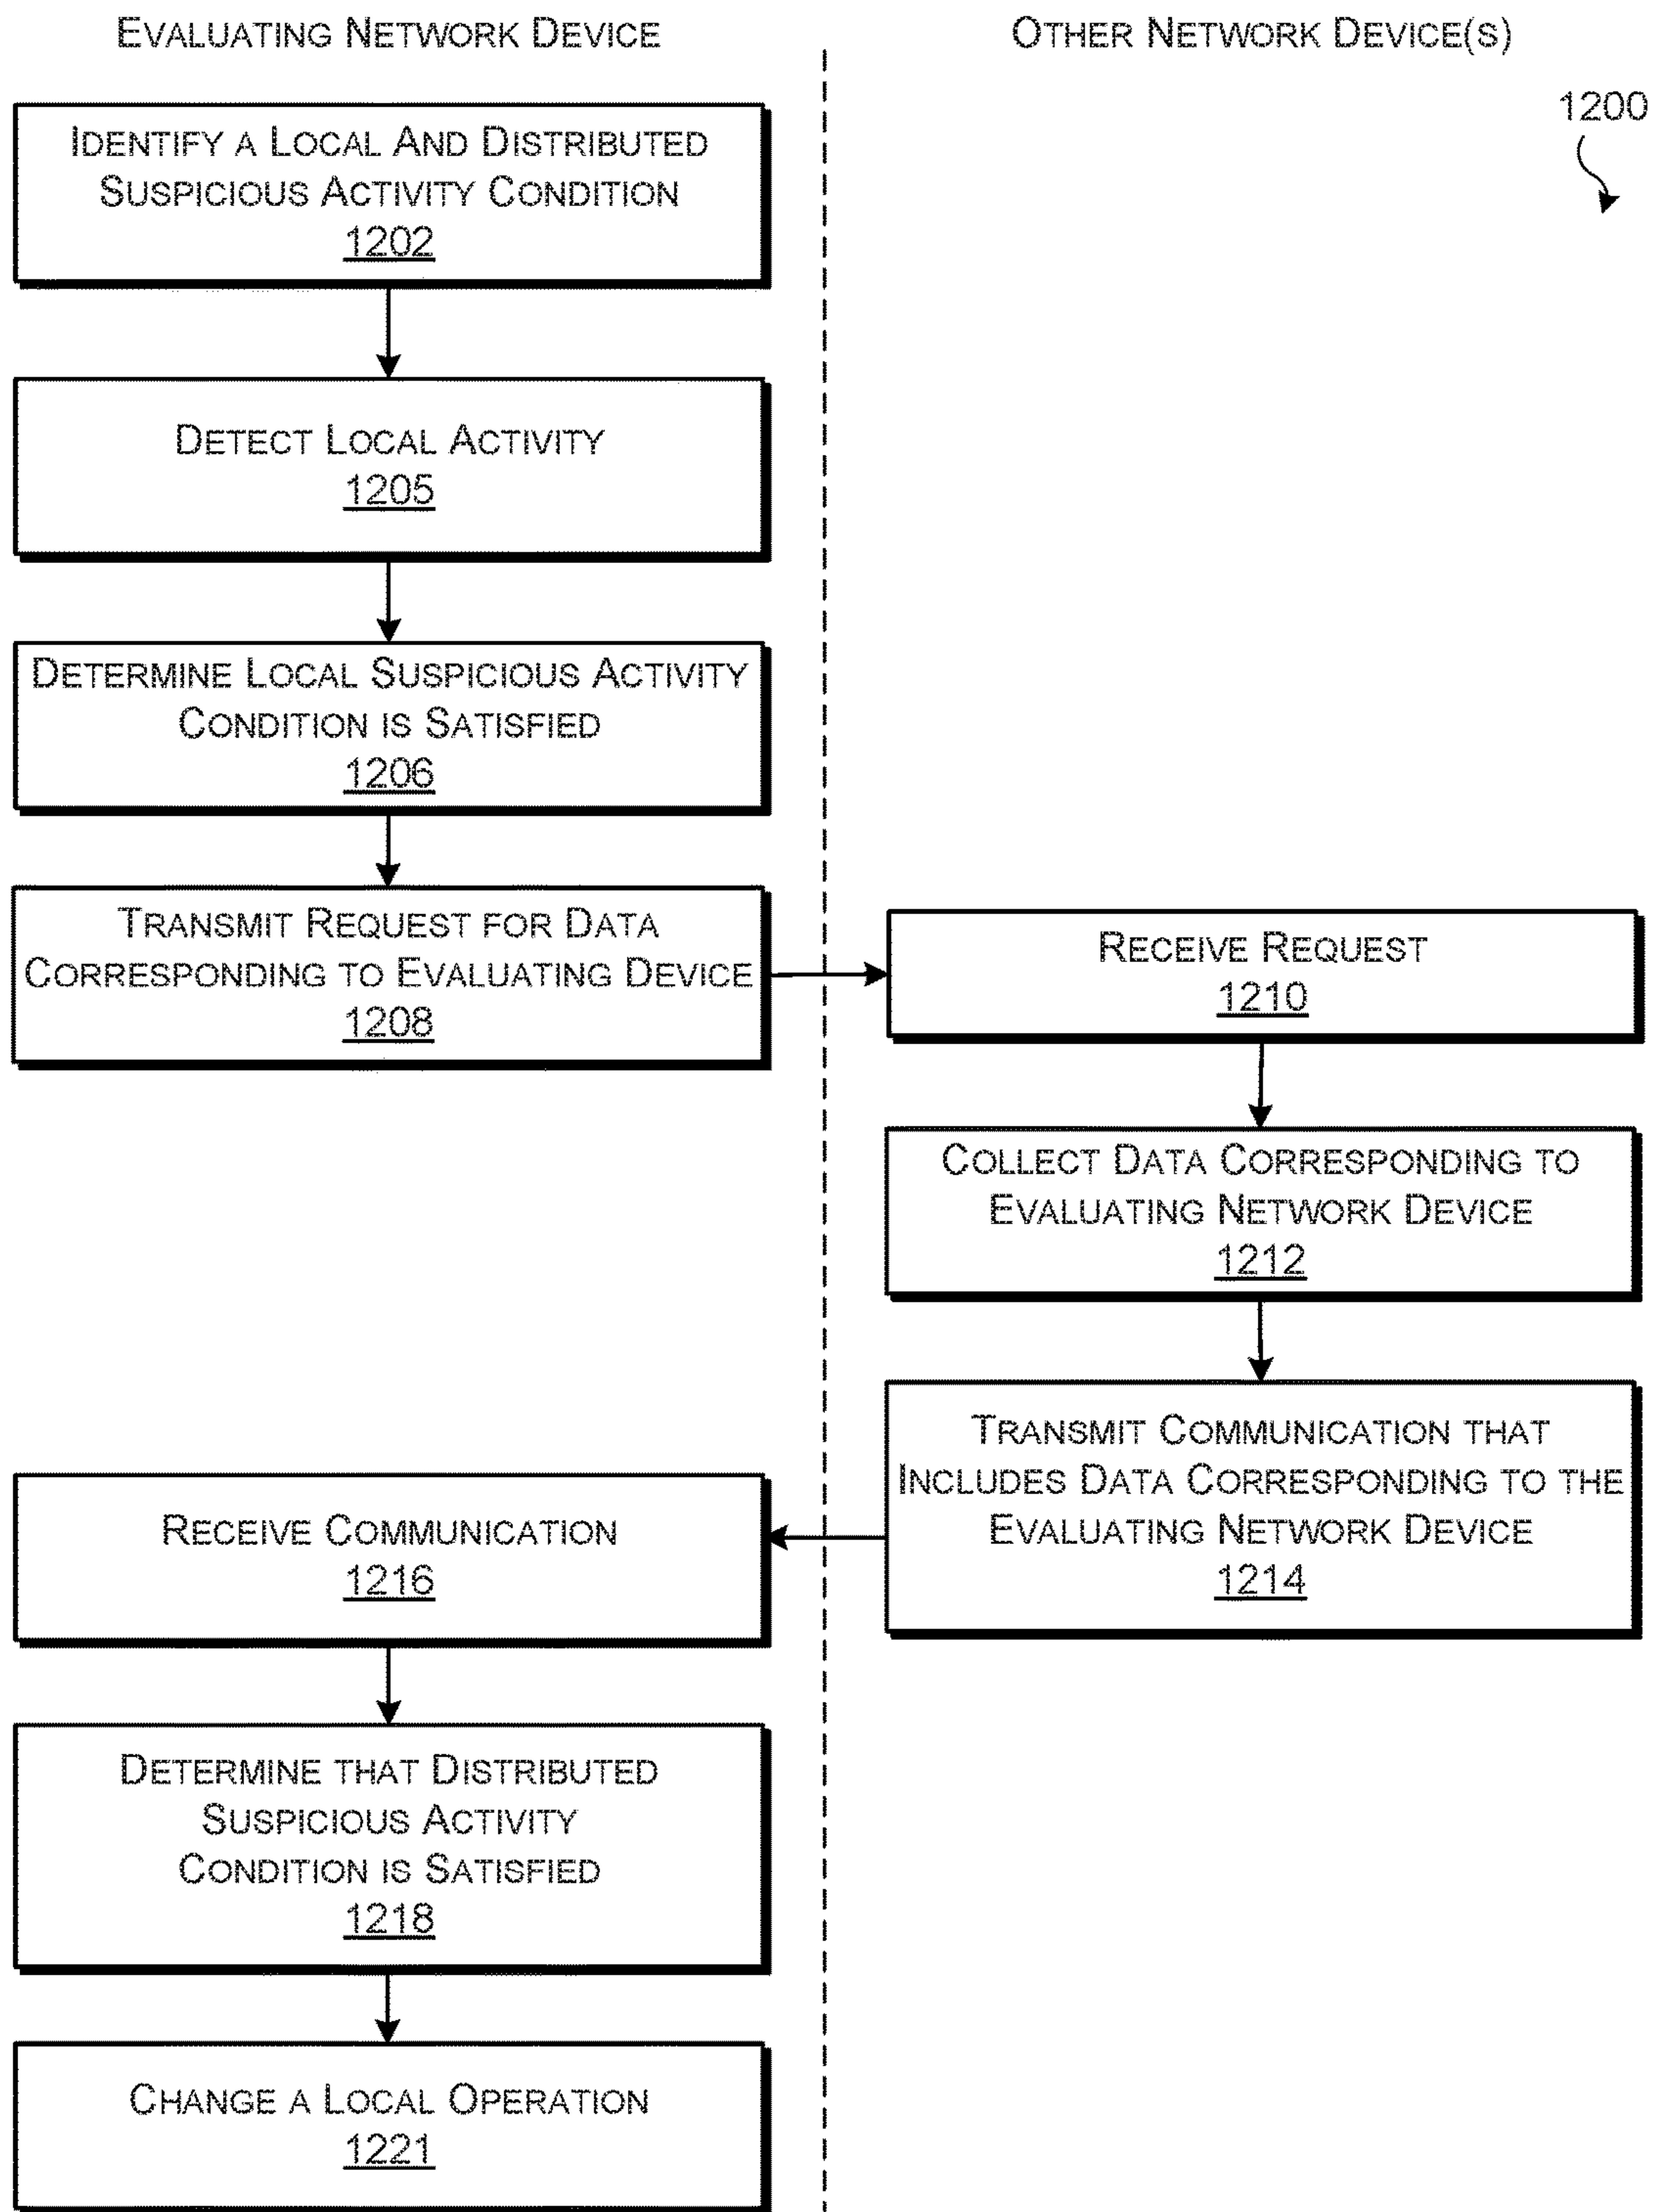 EVALUATING NETWORK DEVICE
OTHER NETWORK DEVICE(S)
1200
IDENTIFY A LOCAL AND DISTRIBUTED
SUSPICIOUS ACTIVITY CONDITION
1202
DETECT LOCAL ACTIVITY
1205
DETERMINE LOCAL SUSPICIOUS ACTIVITY
CONDITION IS SATISFIED
1206
TRANSMIT REQUEST FOR DATA
CORRESPONDING TO EVALUATING DEVICE
1208
RECEIVE REQUEST
1210
COLLECT DATA CORRESPONDING TO
EVALUATING NETWORK DEVICE
1212
TRANSMIT COMMUNICATION THAT
INCLUDES DATA CORRESPONDING TO THE
EVALUATING NETWORK DEVICE
1214
RECEIVE COMMUNICATION
1216
DETERMINE THAT DISTRIBUTED
SUSPICIOUS ACTIVITY
CONDITION IS SATISFIED
1218
CHANGE A LOCAL OPERATION
1221